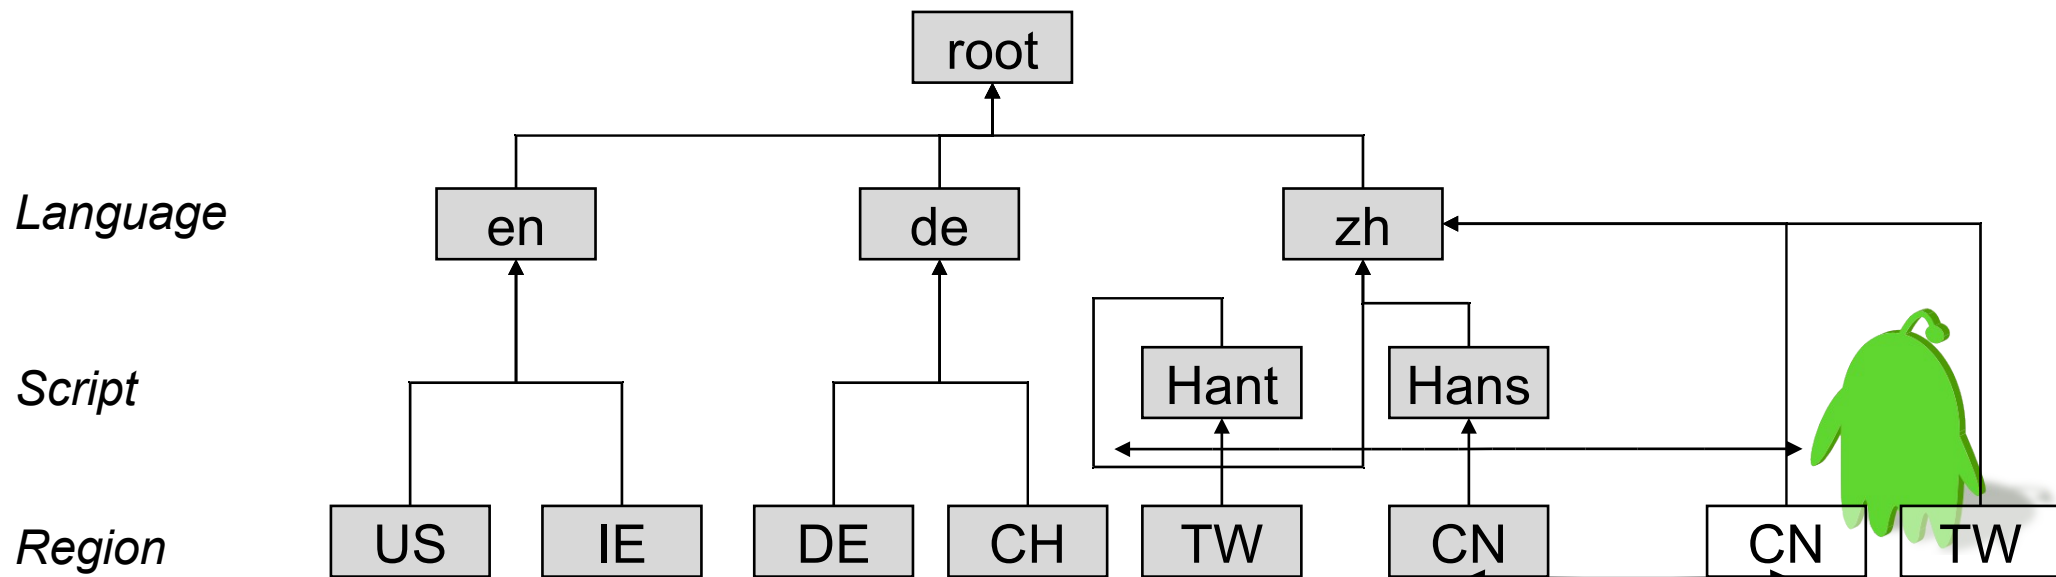 root
Language
en
de
zh
Script
Hant
Hans
Region
US
IE
DE
CH
TW
CN
CN
TW